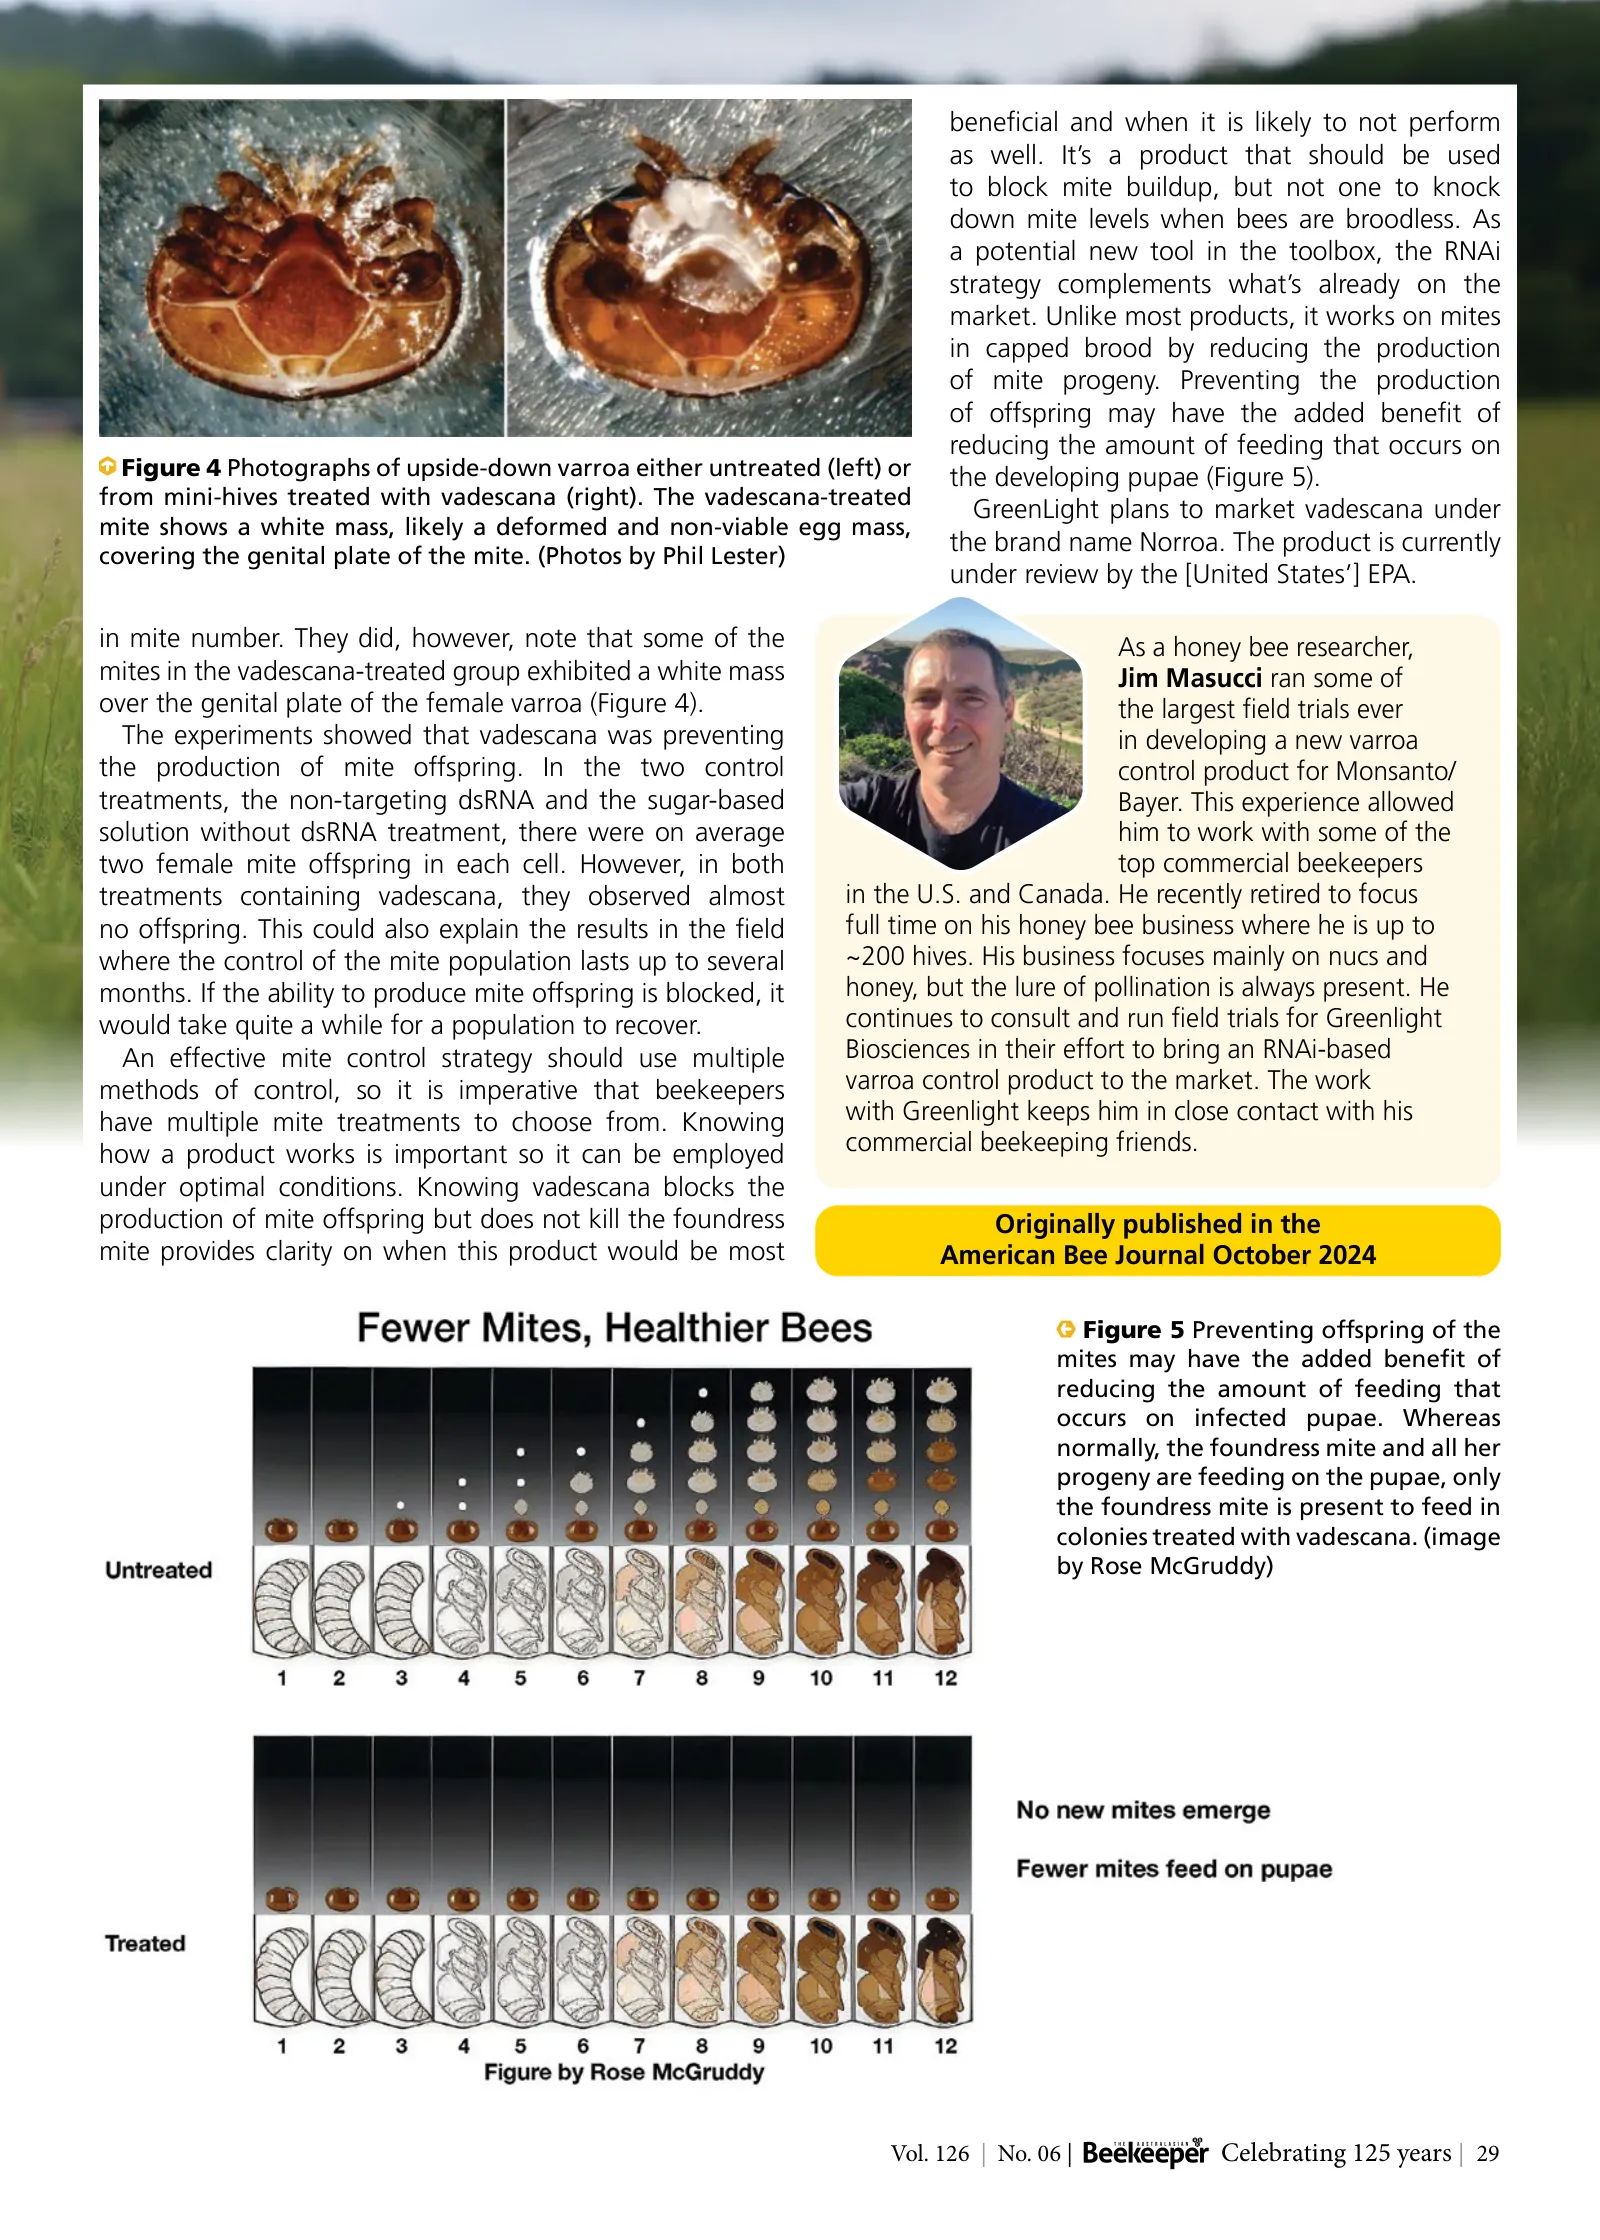 Figure 4 Photographs of upside-down varroa either untreated (left) or
from mini-hives treated with vadescana (right). The vadescana-treated
mite shows a white mass, likely a deformed and non-viable egg mass,
covering the genital plate of the mite. (Photos by Phil Lester)
in mite number. They did, however, note that some of the
mites in the vadescana-treated group exhibited a white mass
over the genital plate of the female varroa (Figure 4).
The experiments showed that vadescana was preventing
the production of mite offspring. In the two control
treatments, the non-targeting dsRNA and the sugar-based
solution without dsRNA treatment, there were on average
two female mite offspring in each cell. However, in both
treatments containing vadescana, they observed almost
no offspring. This could also explain the results in the field
where the control of the mite population lasts up to several
months. If the ability to produce mite offspring is blocked, it
would take quite a while for a population to recover.
An effective mite control strategy should use multiple
methods of control, so it is imperative that beekeepers
have multiple mite treatments to choose from. Knowing
how a product works is important so it can be employed
under optimal conditions. Knowing vadescana blocks the
production of mite offspring but does not kill the foundress
mite provides clarity on when this product would be most
beneficial and when it is likely to not perform
as well. It's a product that should be used
to block mite buildup, but not one to knock
down mite levels when bees are broodless. As
a potential new tool in the toolbox, the RNAi
strategy complements what's already on the
market. Unlike most products, it works on mites
in capped brood by reducing the production
of mite progeny. Preventing the production
of offspring may have the added benefit of
reducing the amount of feeding that occurs on
the developing pupae (Figure 5).
GreenLight plans to market vadescana under
the brand name Norroa. The product is currently
under review by the [United States'] EPA.
As a honey bee researcher,
Jim Masucci ran some of
the largest field trials ever
in developing a new varroa
control product for Monsanto/
Bayer. This experience allowed
him to work with some of the
top commercial beekeepers
in the U.S. and Canada. He recently retired to focus
full time on his honey bee business where he is up to
~200 hives. His business focuses mainly on nucs and
honey, but the lure of pollination is always present. He
continues to consult and run field trials for Greenlight
Biosciences in their effort to bring an RNAi-based
varroa control product to the market. The work
with Greenlight keeps him in close contact with his
commercial beekeeping friends.
Originally published in the
American Bee Journal October 2024
Fewer Mites, Healthier Bees
Untreated
1 2 3 4 5 6 7 8 9 10 11 12
Treated
1 2 3 4 5 6 7 8 9 10 11 12
Figure by Rose McGruddy
No new mites emerge
Fewer mites feed on pupae
Figure 5 Preventing offspring of the
mites may have the added benefit of
reducing the amount of feeding that
occurs on infected pupae. Whereas
normally, the foundress mite and all her
progeny are feeding on the pupae, only
the foundress mite is present to feed in
colonies treated with vadescana. (image
by Rose McGruddy)
Vol. 126 | No. 06 | THE AUSTRALASIAN Beekeeper Celebrating 125 years | 29